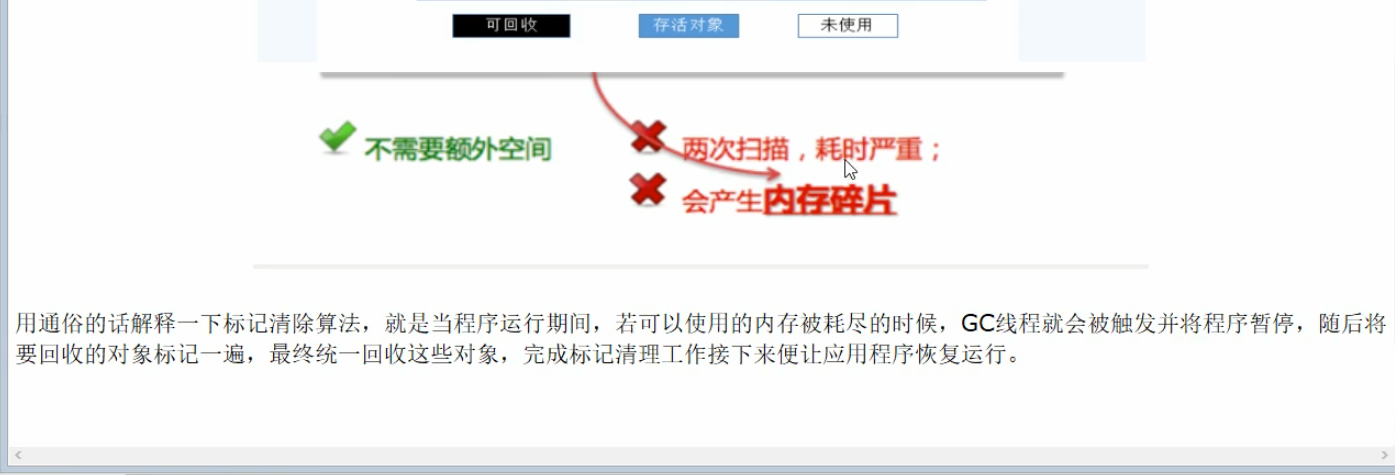 可回收 存活对象 未使用
不需要额外空间 两次扫描，耗时严重；
会产生内存碎片
用通俗的话解释一下标记清除算法，就是当程序运行期间，若可以使用的内存被耗尽的时候，GC线程就会被触发并将程序暂停，随后将
要回收的对象标记一遍，最终统一回收这些对象，完成标记清理工作接下来便让应用程序恢复运行。